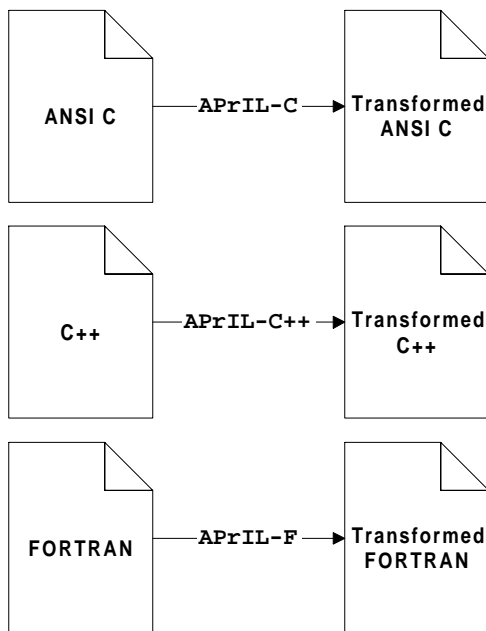 ANSI C
APrIL-C
Transformed
ANSI C
C++
APrIL-C++
Transformed
C++
FORTRAN
APrIL-F
Transformed
FORTRAN